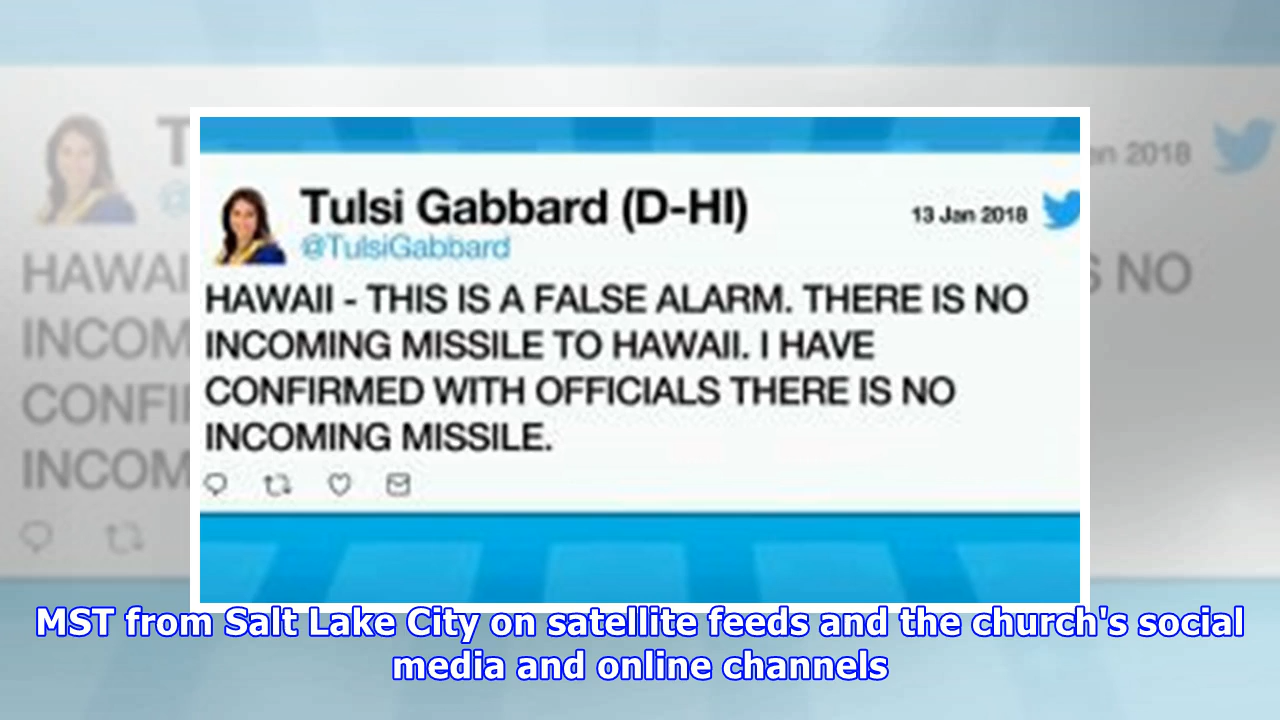 Tulsi Gabbard (D-HI)
13 Jan 2018
@TulsiGabbard
HAWAII - THIS IS A FALSE ALARM. THERE IS NO
INCOMING MISSILE TO HAWAII. I HAVE
CONFIRMED WITH OFFICIALS THERE IS NO
INCOMING MISSILE.
MST from Salt Lake City on satellite feeds and the church's social
media and online channels